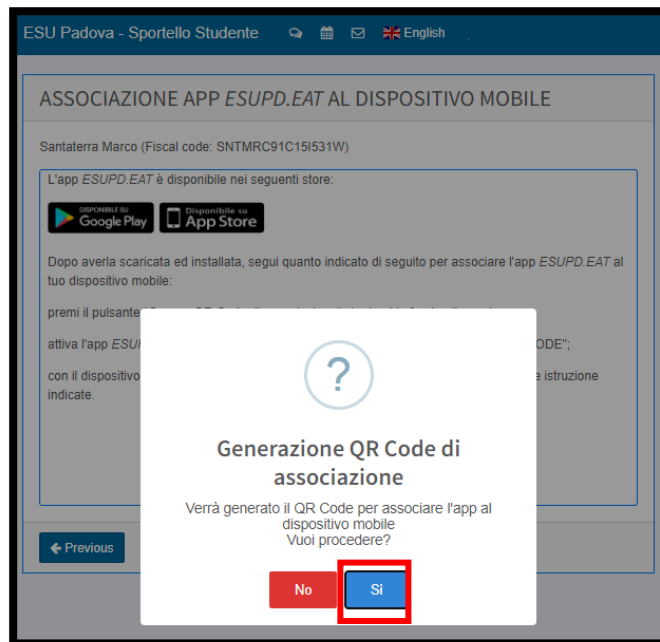 ESU Padova - Sportello Studente English
ASSOCIAZIONE APP ESUPD.EAT AL DISPOSITIVO MOBILE
Santaterra Marco (Fiscal code: SNTMRC91C15I531W)
L'app ESUPD.EAT è disponibile nei seguenti store:
DISPONIBILE SU
Google Play
Disponibile su
App Store
Dopo averla scaricata ed installata, segui quanto indicato di seguito per associare l'app ESUPD.EAT al
tuo dispositivo mobile:
premi il pulsante
attiva l'app
con il dispositivo e istruzione
indicate.
?
Generazione QR Code di
associazione
Verrà generato il QR Code per associare l'app al
dispositivo mobile
Vuoi procedere?
No Si
Previous